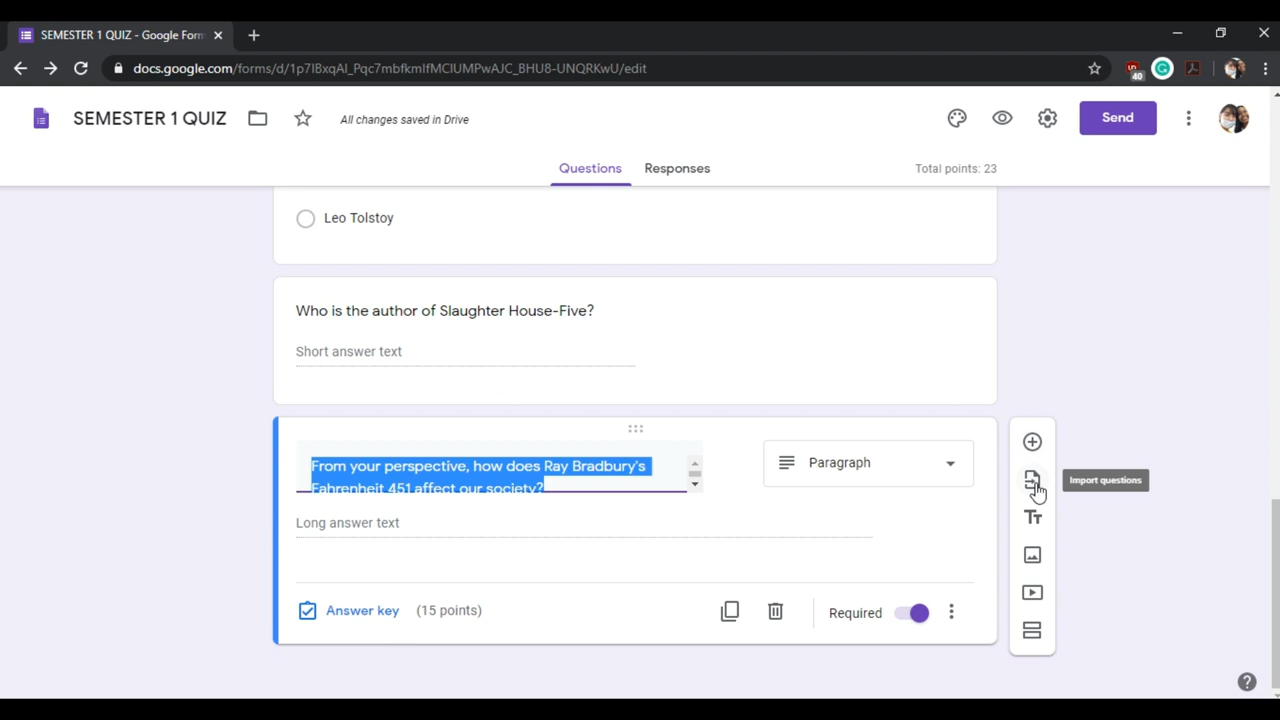 SEMESTER 1 QUIZ - Google Form
docs.google.com/forms/d/1p7IBxqAI_Pqc7mbfkmIfMCIUMPwAJC_BHU8-UNQRKwU/edit
40
SEMESTER 1 QUIZ
All changes saved in Drive
Send
Questions
Responses
Total points: 23
Leo Tolstoy
Who is the author of Slaughter House-Five?
Short answer text
From your perspective, how does Ray Bradbury's
Fahrenheit 451 affect our society?
Paragraph
Import questions
Tt
Long answer text
Answer key (15 points)
Required